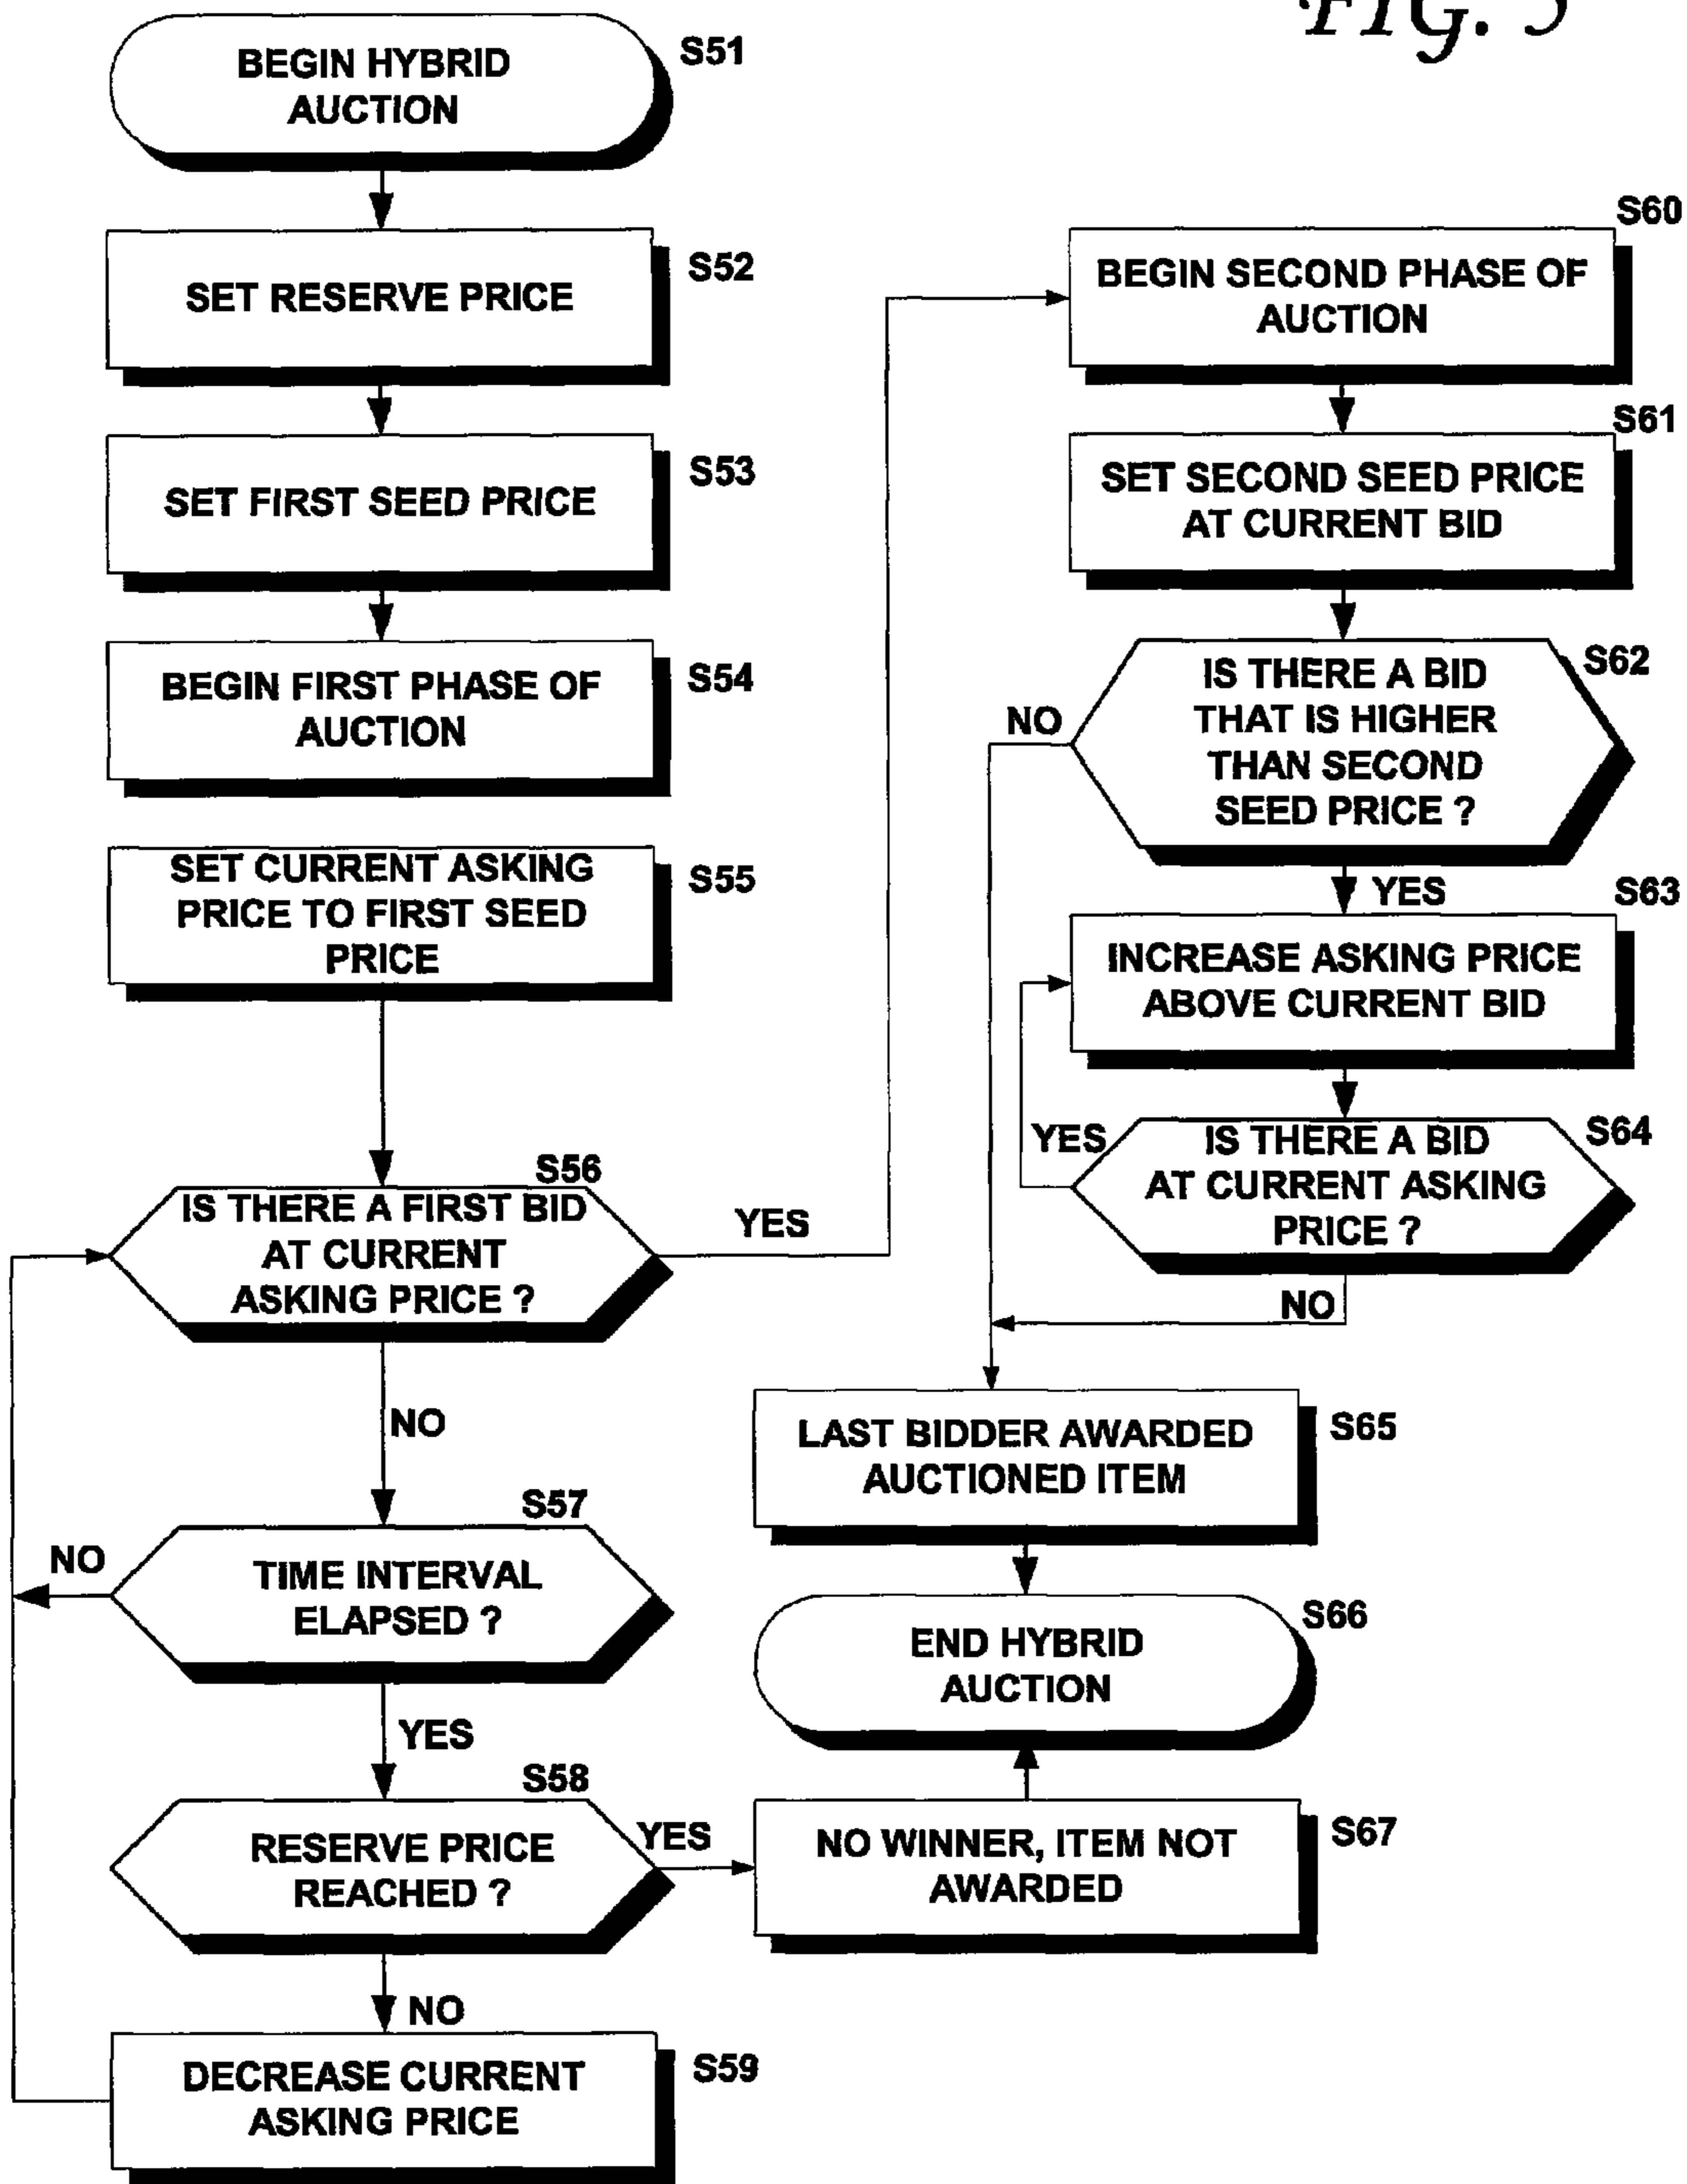 FIG. 5
BEGIN HYBRID
AUCTION
S51
SET RESERVE PRICE
S52
SET FIRST SEED PRICE
S53
BEGIN FIRST PHASE OF
AUCTION
S54
SET CURRENT ASKING
PRICE TO FIRST SEED
PRICE
S55
S56
IS THERE A FIRST BID
AT CURRENT
ASKING PRICE ?
YES
NO
S57
TIME INTERVAL
ELAPSED ?
NO
YES
S58
RESERVE PRICE
REACHED ?
YES
NO
DECREASE CURRENT
ASKING PRICE
S59
S60
BEGIN SECOND PHASE OF
AUCTION
S61
SET SECOND SEED PRICE
AT CURRENT BID
S62
IS THERE A BID
THAT IS HIGHER
THAN SECOND
SEED PRICE ?
NO
YES
S63
INCREASE ASKING PRICE
ABOVE CURRENT BID
S64
YES
IS THERE A BID
AT CURRENT ASKING
PRICE ?
NO
LAST BIDDER AWARDED
AUCTIONED ITEM
S65
END HYBRID
AUCTION
S66
NO WINNER, ITEM NOT
AWARDED
S67